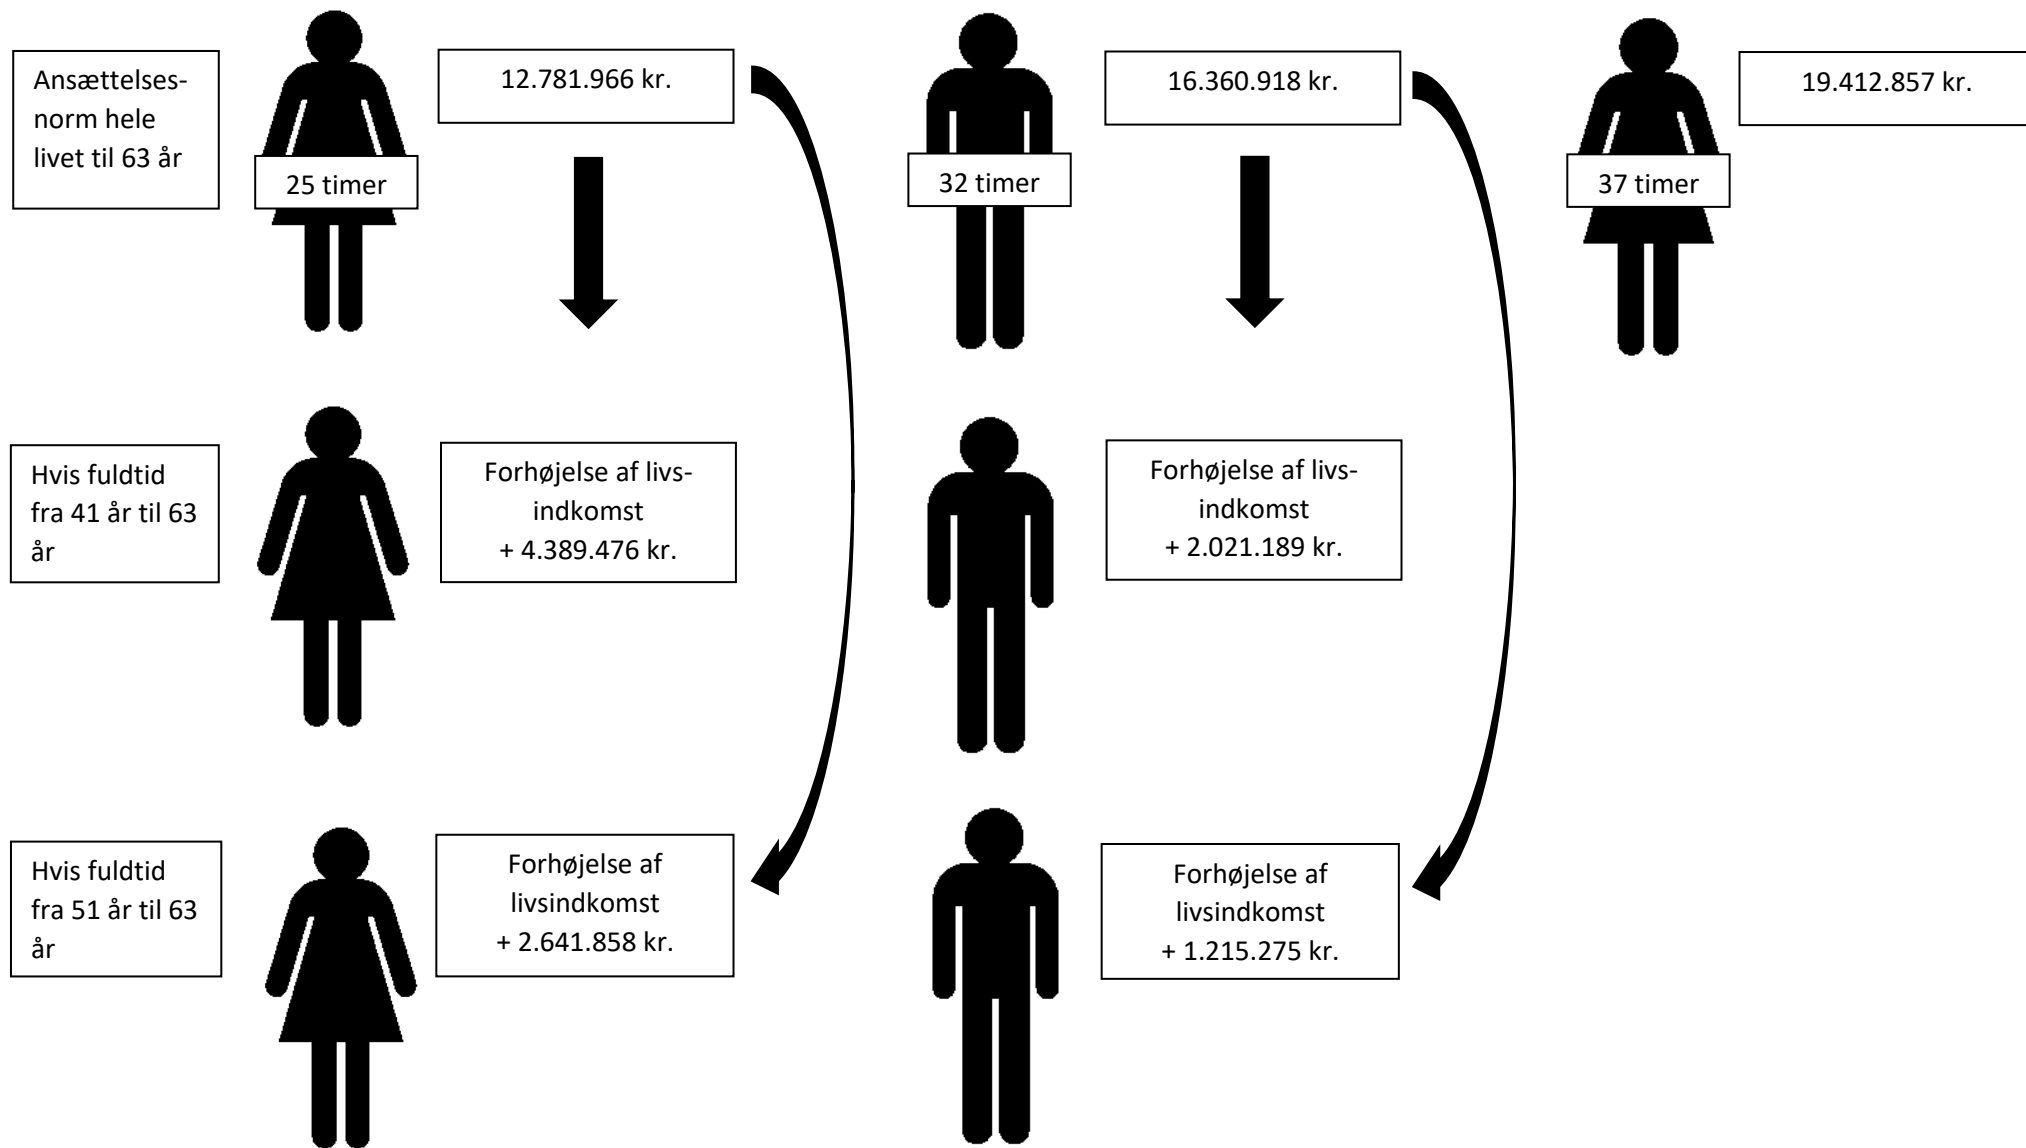 Ansættelses-
norm hele
livet til 63 år
25 timer
12.781.966 kr.
32 timer
16.360.918 kr.
37 timer
19.412.857 kr.
Hvis fuldtid
fra 41 år til 63
år
Forhøjelse af livs-
indkomst
+ 4.389.476 kr.
Forhøjelse af livs-
indkomst
+ 2.021.189 kr.
Hvis fuldtid
fra 51 år til 63
år
Forhøjelse af
livsindkomst
+ 2.641.858 kr.
Forhøjelse af
livsindkomst
+ 1.215.275 kr.